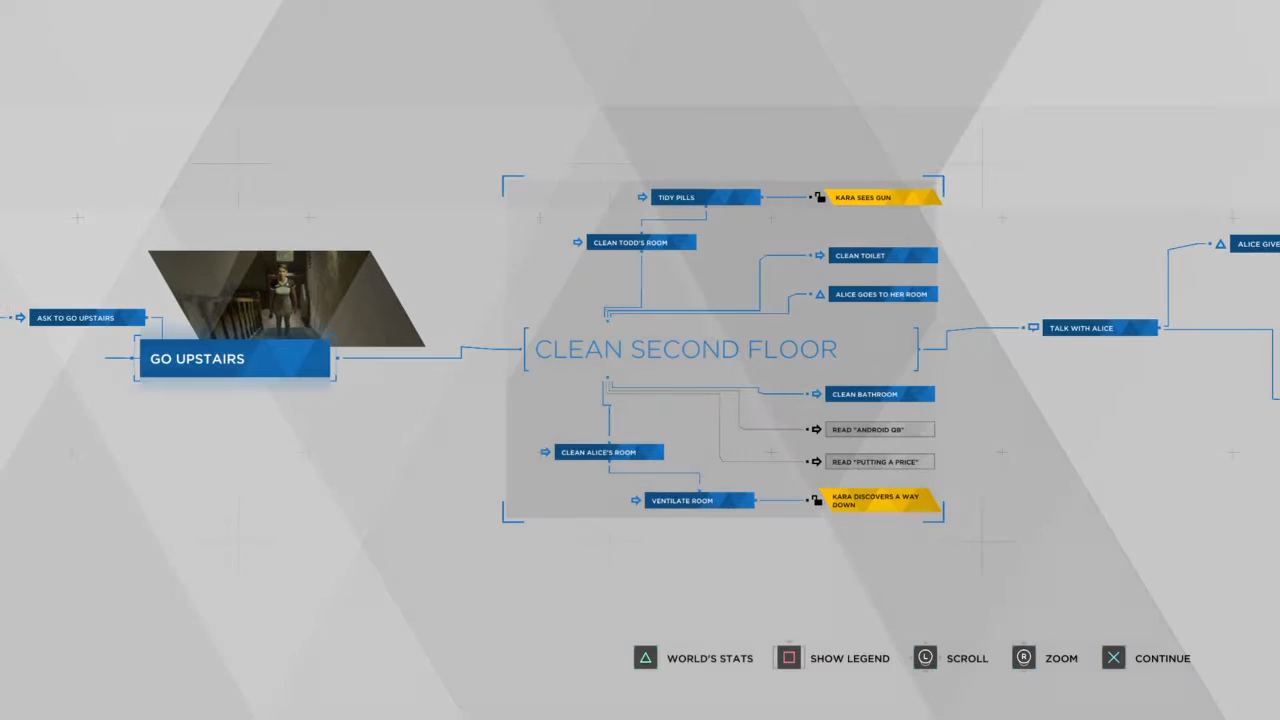 ASK TO GO UPSTAIRS
GO UPSTAIRS
TIDY PILLS
KARA SEES GUN
CLEAN TODD'S ROOM
CLEAN TOILET
ALICE GOES TO HER ROOM
CLEAN SECOND FLOOR
CLEAN BATHROOM
READ "ANDROID QB"
CLEAN ALICE'S ROOM
READ "PUTTING A PRICE"
VENTILATE ROOM
KARA DISCOVERS A WAY
DOWN
TALK WITH ALICE
ALICE GIVE
WORLD'S STATS
SHOW LEGEND
L
SCROLL
R
ZOOM
CONTINUE